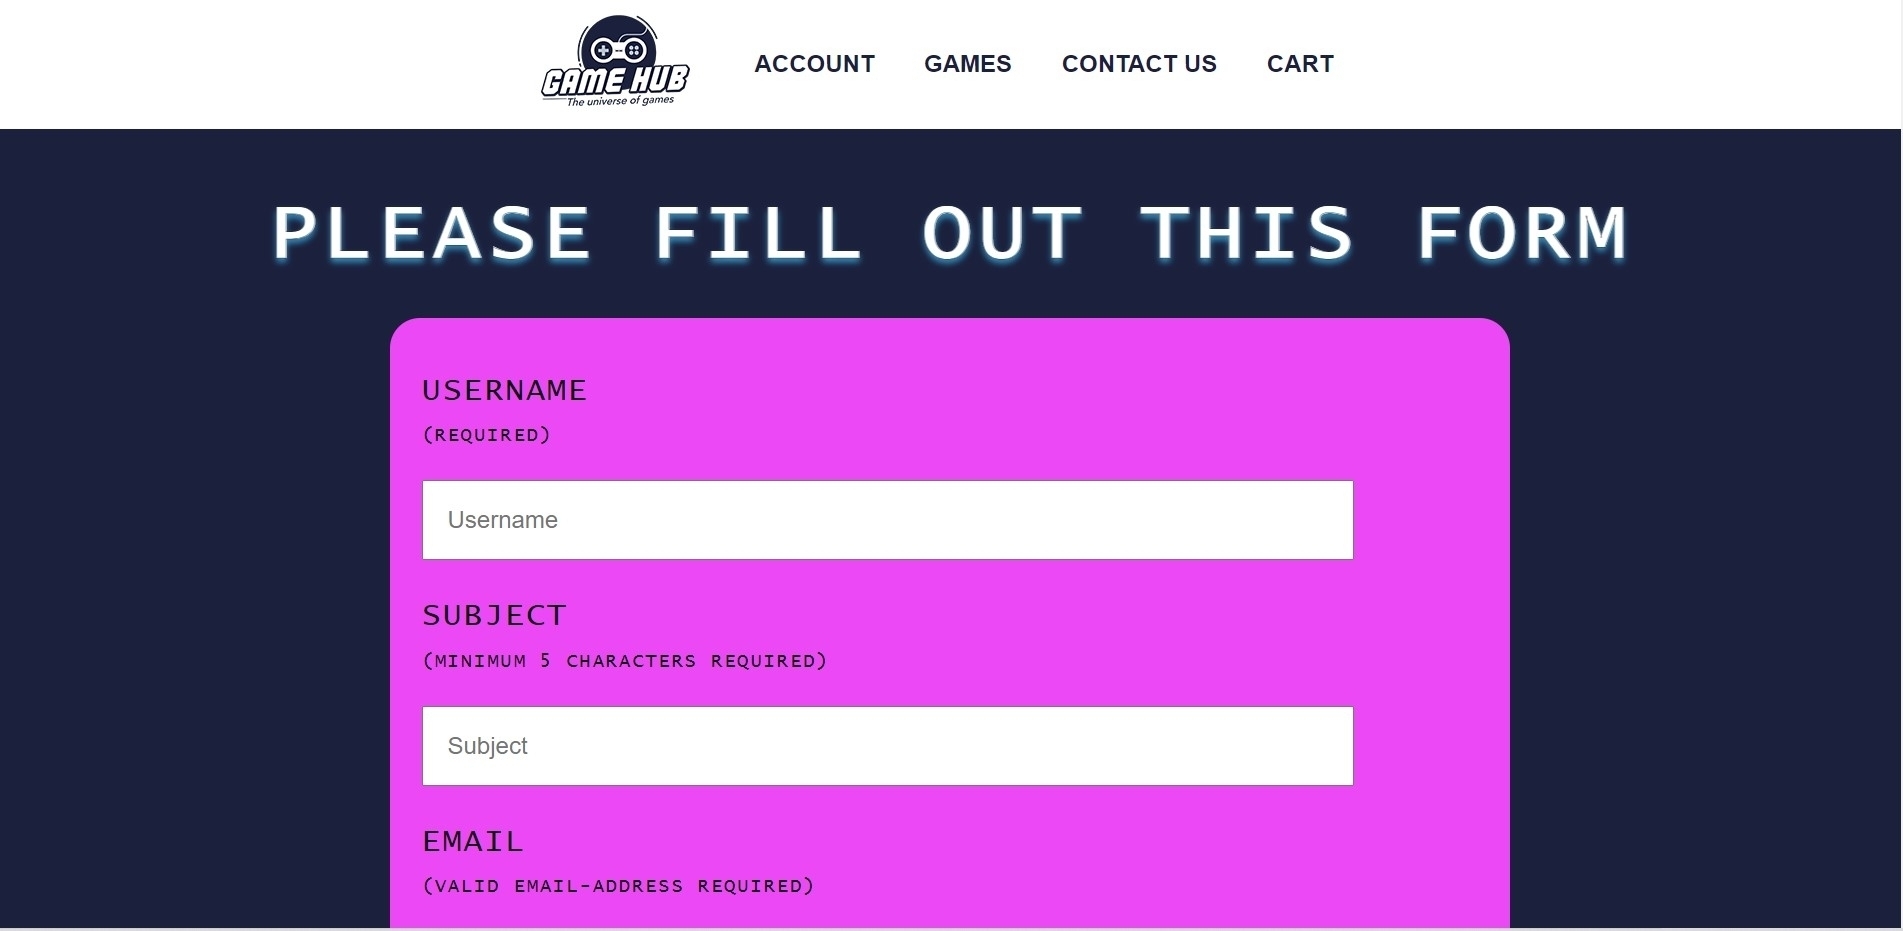 GAME HUB
The universe of games
ACCOUNT GAMES CONTACT US CART
PLEASE FILL OUT THIS FORM
USERNAME
(REQUIRED)
Username
SUBJECT
(MINIMUM 5 CHARACTERS REQUIRED)
Subject
EMAIL
(VALID EMAIL-ADDRESS REQUIRED)